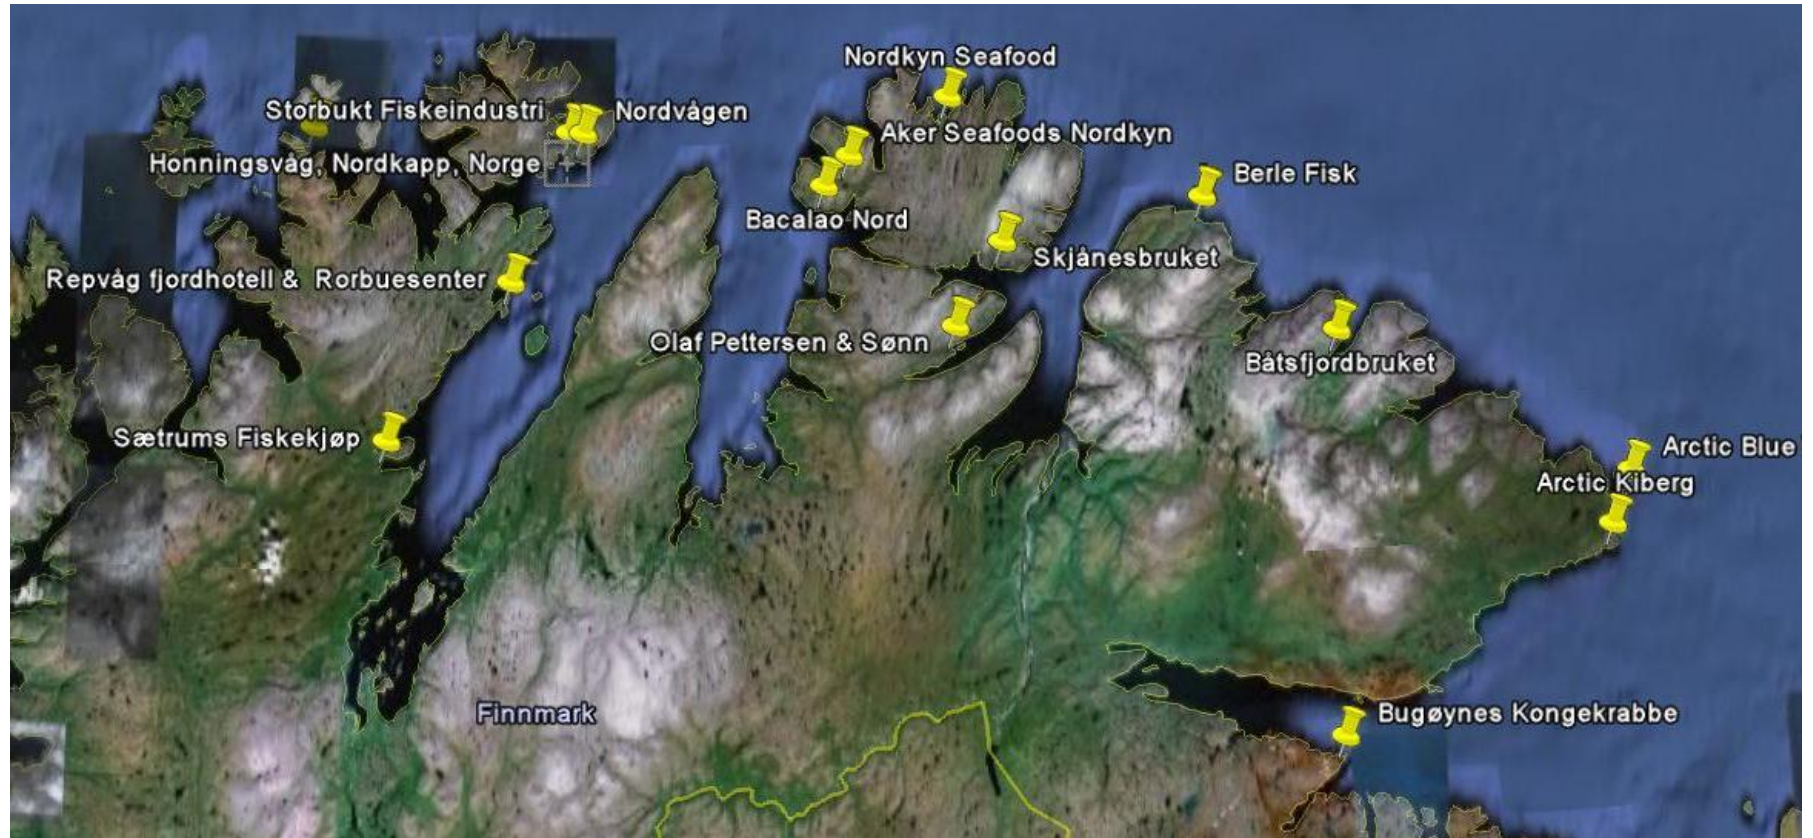 Nordkyn Seafood
Storbukt Fiskeindustri
Nordvågen
Aker Seafoods Nordkyn
Honningsvåg, Nordkapp, Norge
Berle Fisk
Bacalao Nord
Skjånesbruket
Repvåg fjordhotell & Rorbuesenter
Olaf Pettersen & Sønn
Båtsfjordbruket
Sætrums Fiskekjøp
Arctic Blue
Arctic Kiberg
Finnmark
Bugøynes Kongekrabbe